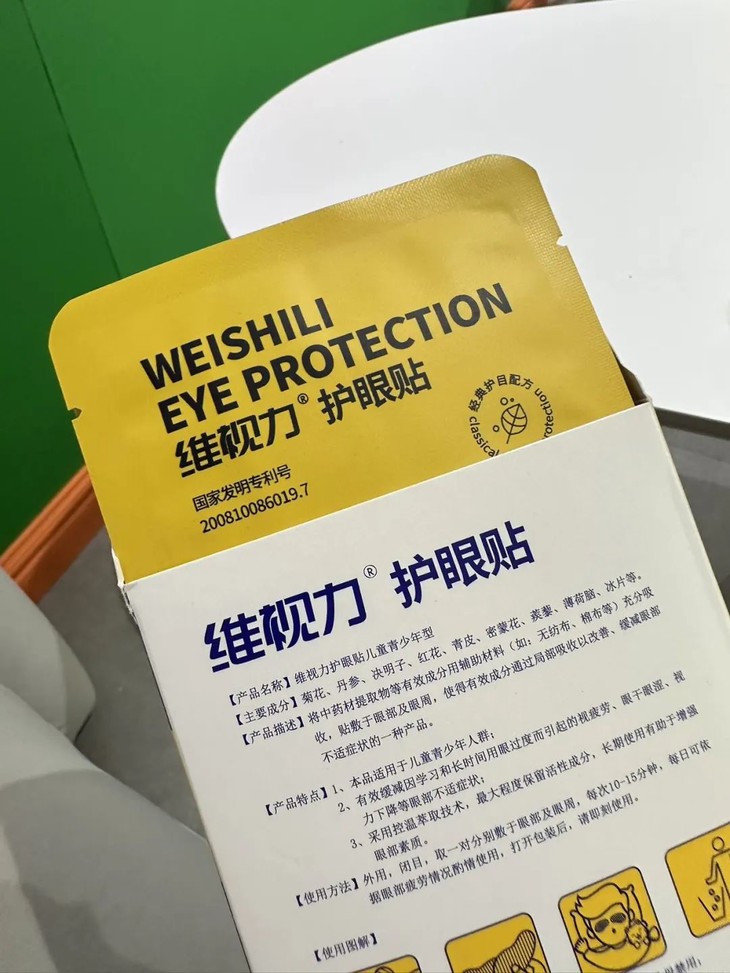 WEISHILI
EYE PROTECTION
维视力® 护眼贴
国家发明专利号
200810086019.7
经典护目配方
classical
rotection
维视力® 护眼贴
【产品名称】维视力护眼贴儿童青少年型
【主要成分】菊花、丹参、决明子、红花、青皮、密蒙花、蒺藜、薄荷脑、冰片等。
【产品描述】将中药材提取物等有效成分用辅助材料（如：无纺布、棉布等）充分吸
收，贴敷于眼部及眼周，使得有效成分通过局部吸收以改善、缓减眼部
不适症状的一种产品。
【产品特点】1、本品适用于儿童青少年人群；
2、有效缓减因学习和长时间用眼过度而引起的视疲劳、眼干眼涩、视
力下降等眼部不适症状；
3、采用控温萃取技术，最大程度保留活性成分，长期使用有助于增强
眼部素质。
【使用方法】外用，闭目，取一对分别敷于眼部及眼周，每次10-15分钟，每日可依
据眼部疲劳情况酌情使用，打开包装后，请即刻使用。
【使用图解】